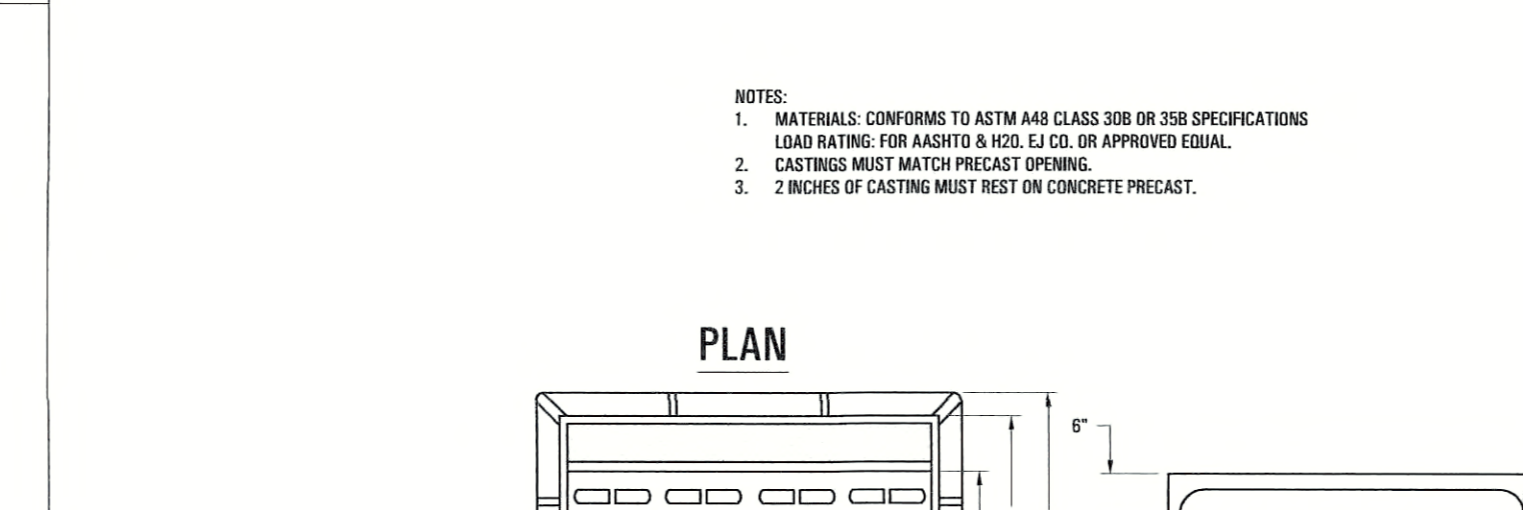 NOTES:
1. MATERIALS: CONFORMS TO ASTM A48 CLASS 30B OR 35B SPECIFICATIONS
LOAD RATING: FOR AASHTO & H20. EJ CO. OR APPROVED EQUAL.
2. CASTINGS MUST MATCH PRECAST OPENING.
3. 2 INCHES OF CASTING MUST REST ON CONCRETE PRECAST.
PLAN
6"